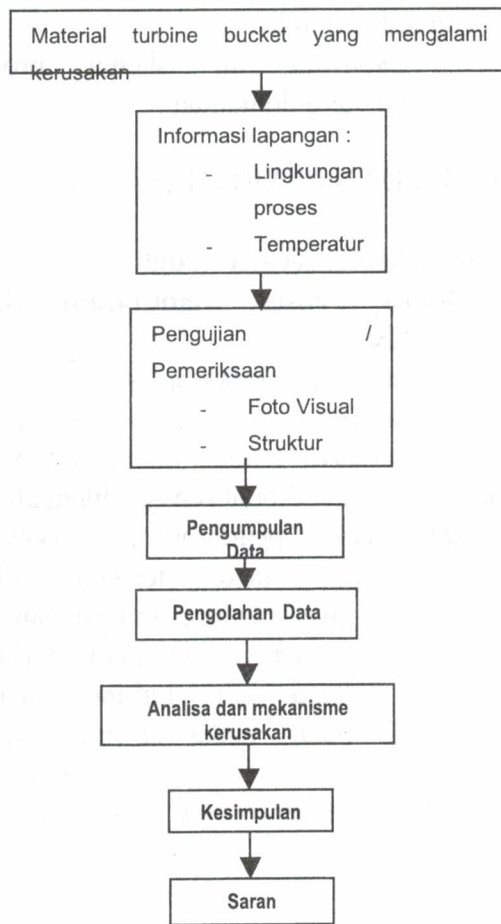 Material turbine bucket yang mengalami
kerusakan
Informasi lapangan :
- Lingkungan
proses
- Temperatur
Pengujian /
Pemeriksaan
- Foto Visual
- Struktur
Pengumpulan
Data
Pengolahan Data
Analisa dan mekanisme
kerusakan
Kesimpulan
Saran